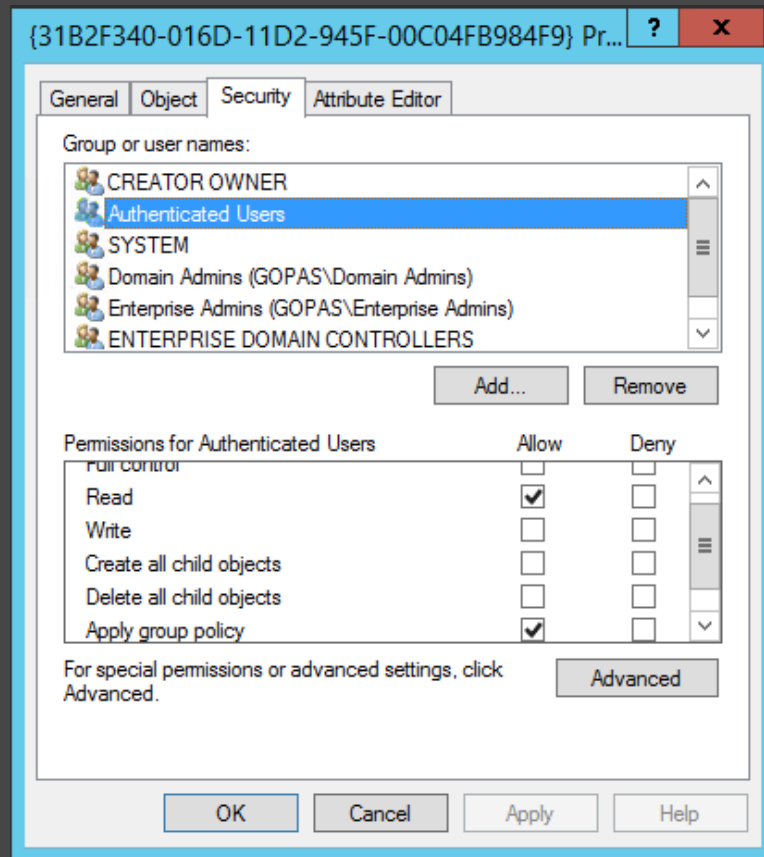 {31B2F340-016D-11D2-945F-00C04FB984F9} Pr... ? x
General Object Security Attribute Editor
Group or user names:
CREATOR OWNER
Authenticated Users
SYSTEM
Domain Admins (GOPAS\Domain Admins)
Enterprise Admins (GOPAS\Enterprise Admins)
ENTERPRISE DOMAIN CONTROLLERS
Add... Remove
Permissions for Authenticated Users Allow Deny
Full control
Read
Write
Create all child objects
Delete all child objects
Apply group policy
For special permissions or advanced settings, click Advanced
Advanced.
OK Cancel Apply Help